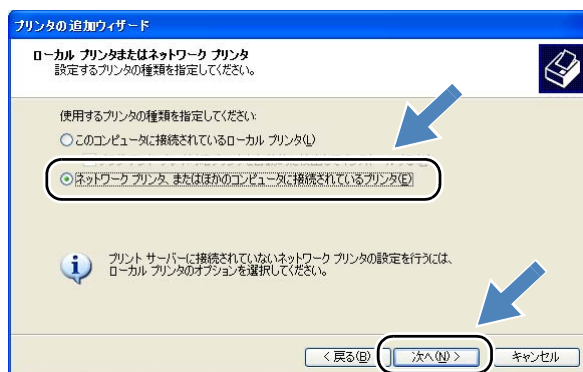 プリンタの追加ウィザード
ローカル プリンタまたはネットワーク プリンタ
設定するプリンタの種類を指定してください。
使用するプリンタの種類を指定してください:
このコンピュータに接続されているローカル プリンタ(L)
ネットワーク プリンタ、またはほかのコンピュータに接続されているプリンタ(E)
プリント サーバーに接続されていないネットワーク プリンタの設定を行うには、
ローカル プリンタのオプションを選択してください。
< 戻る(B)
次へ(N) >
キャンセル